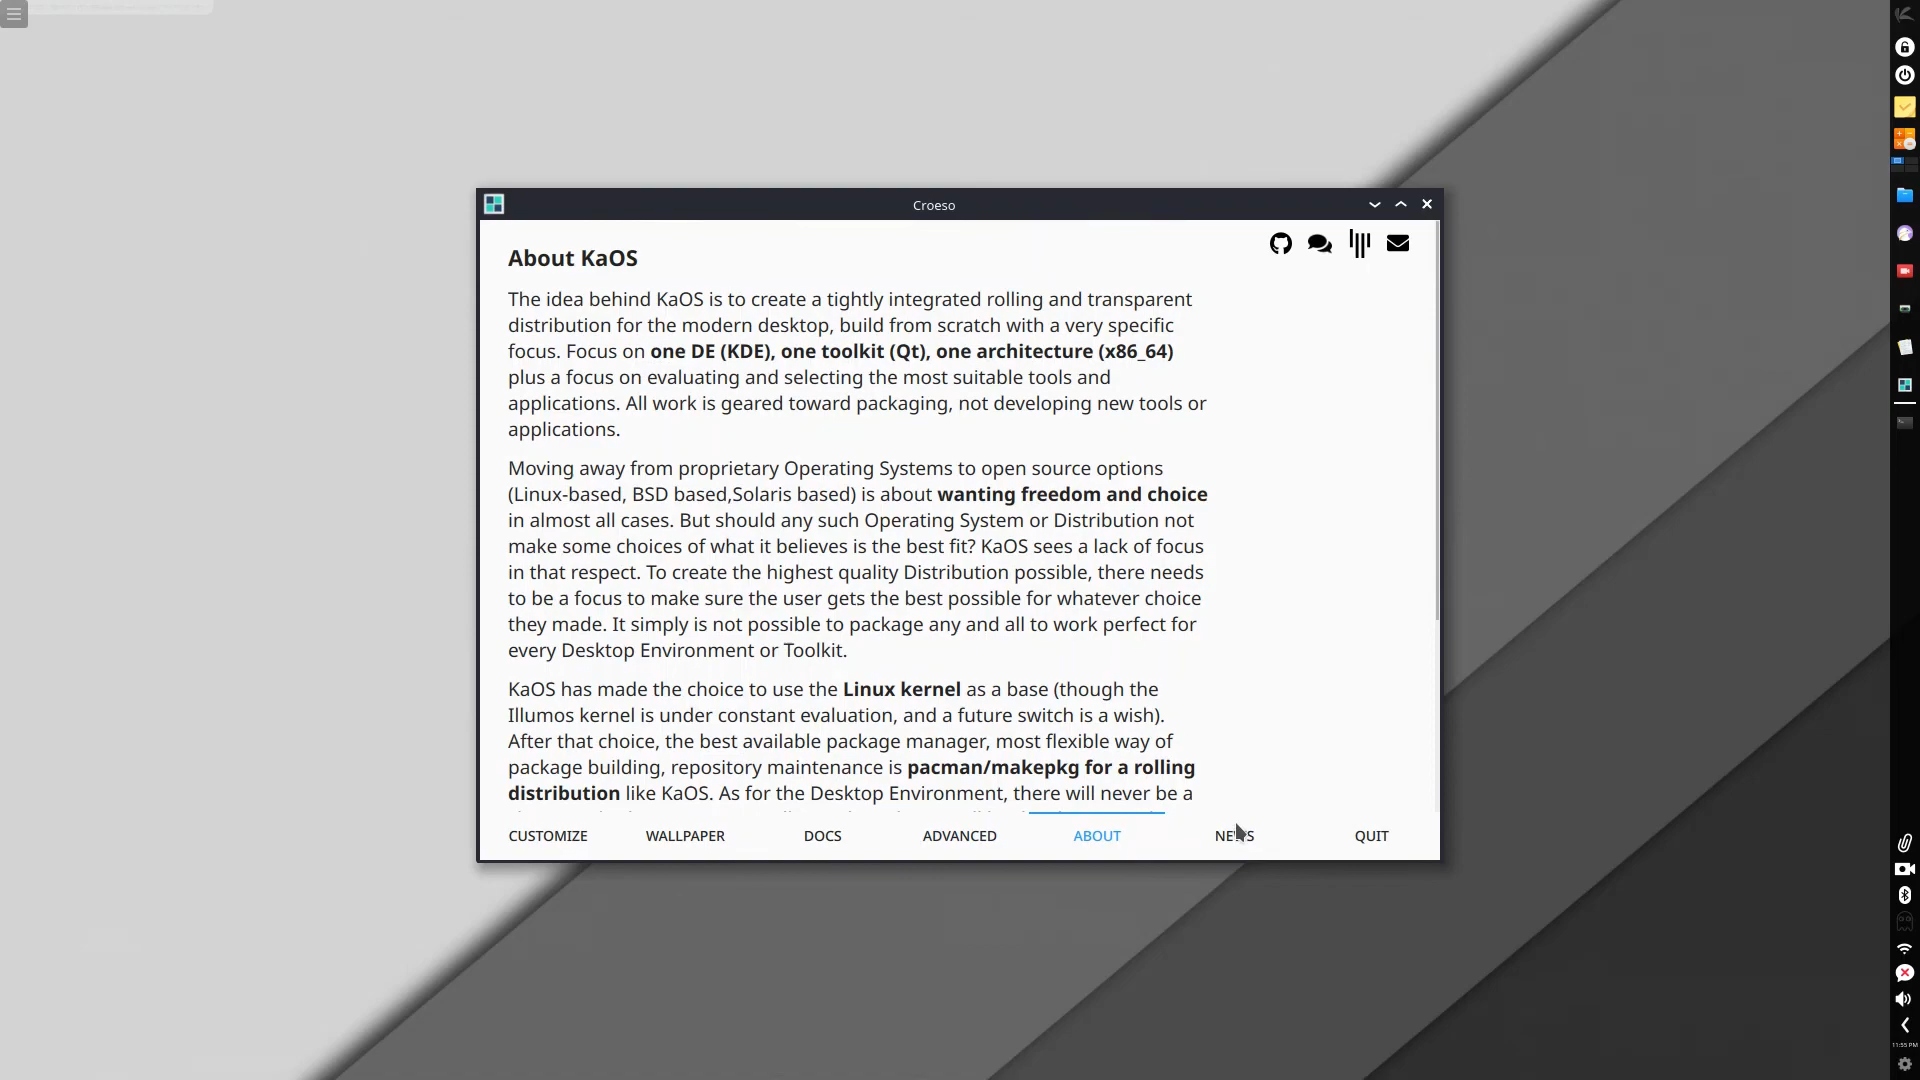 Croeso
About KaOS
The idea behind KaOS is to create a tightly integrated rolling and transparent
distribution for the modern desktop, build from scratch with a very specific
focus. Focus on one DE (KDE), one toolkit (Qt), one architecture (x86_64)
plus a focus on evaluating and selecting the most suitable tools and
applications. All work is geared toward packaging, not developing new tools or
applications.
Moving away from proprietary Operating Systems to open source options
(Linux-based, BSD based,Solaris based) is about wanting freedom and choice
in almost all cases. But should any such Operating System or Distribution not
make some choices of what it believes is the best fit? KaOS sees a lack of focus
in that respect. To create the highest quality Distribution possible, there needs
to be a focus to make sure the user gets the best possible for whatever choice
they made. It simply is not possible to package any and all to work perfect for
every Desktop Environment or Toolkit.
KaOS has made the choice to use the Linux kernel as a base (though the
Illumos kernel is under constant evaluation, and a future switch is a wish).
After that choice, the best available package manager, most flexible way of
package building, repository maintenance is pacman/makepkg for a rolling
distribution like KaOS. As for the Desktop Environment, there will never be a
CUSTOMIZE WALLPAPER DOCS ADVANCED ABOUT NEWS QUIT
11:55 PM